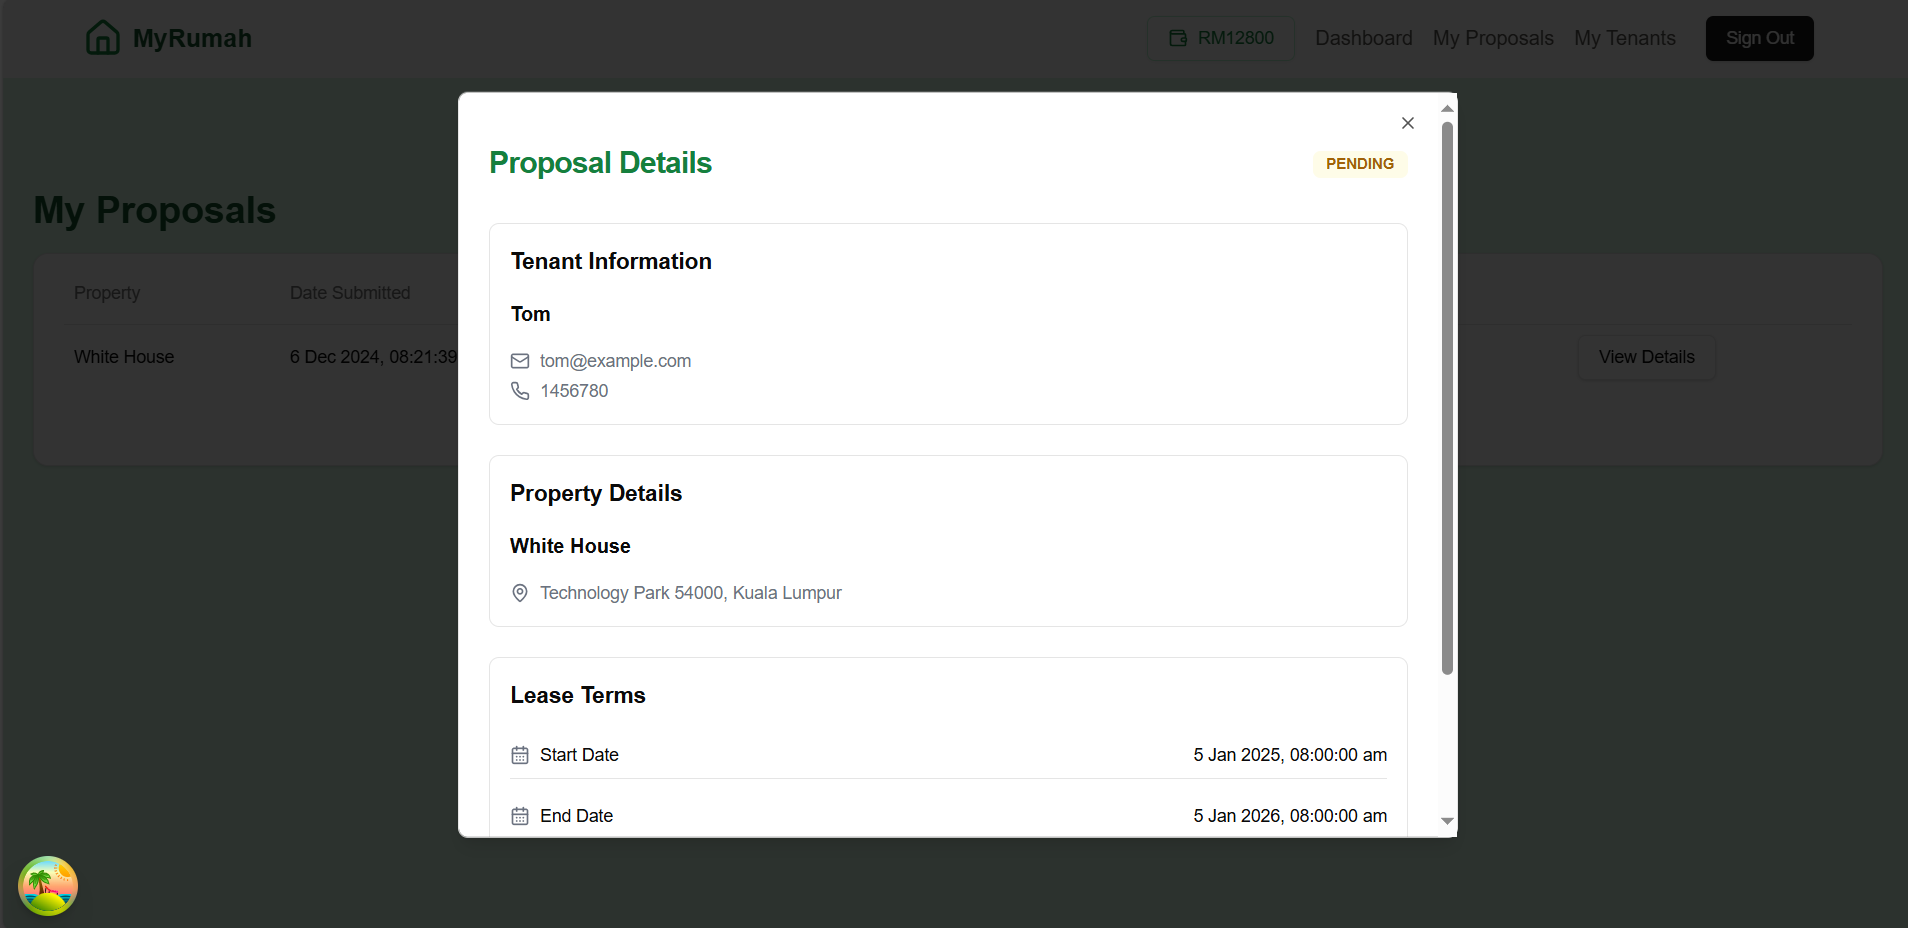 MyRumah
RM12800 Dashboard My Proposals My Tenants Sign Out
Proposal Details
PENDING
My Proposals
Tenant Information
Property Date Submitted
Tom
White House 6 Dec 2024, 08:21:39 View Details
tom@example.com
1456780
Property Details
White House
Technology Park 54000, Kuala Lumpur
Lease Terms
Start Date 5 Jan 2025, 08:00:00 am
End Date 5 Jan 2026, 08:00:00 am